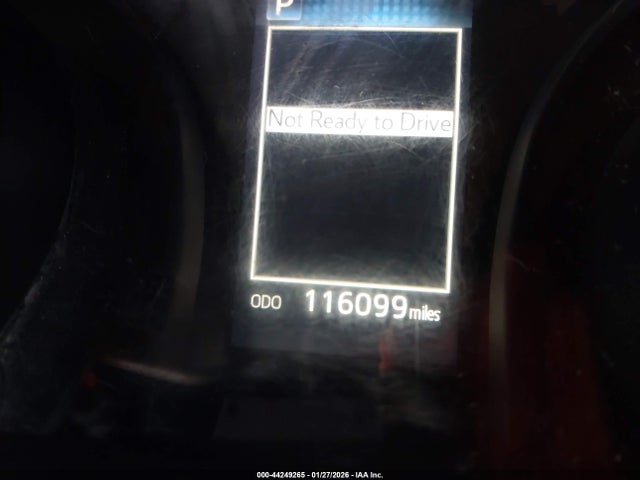 P
Not Ready to Drive
ODO 116099 miles
000-44249265 - 01/27/2026 - IAA Inc.